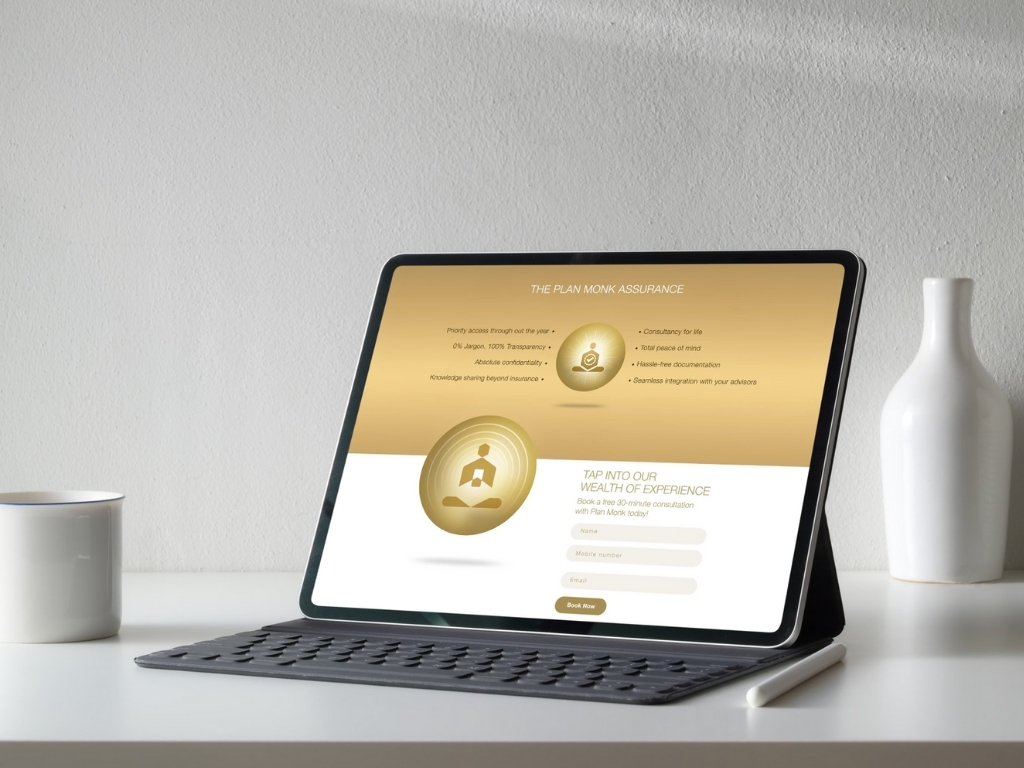 THE PLAN MONK ASSURANCE
Priority access through out the year •
0% Jargon, 100% Transparency •
Absolute confidentiality •
Knowledge sharing beyond insurance •
• Consultancy for life
• Total peace of mind
• Hassle-free documentation
• Seamless integration with your advisors
TAP INTO OUR
WEALTH OF EXPERIENCE
Book a free 30-minute consultation
with Plan Monk today!
Name
Mobile number
Email
Book Now